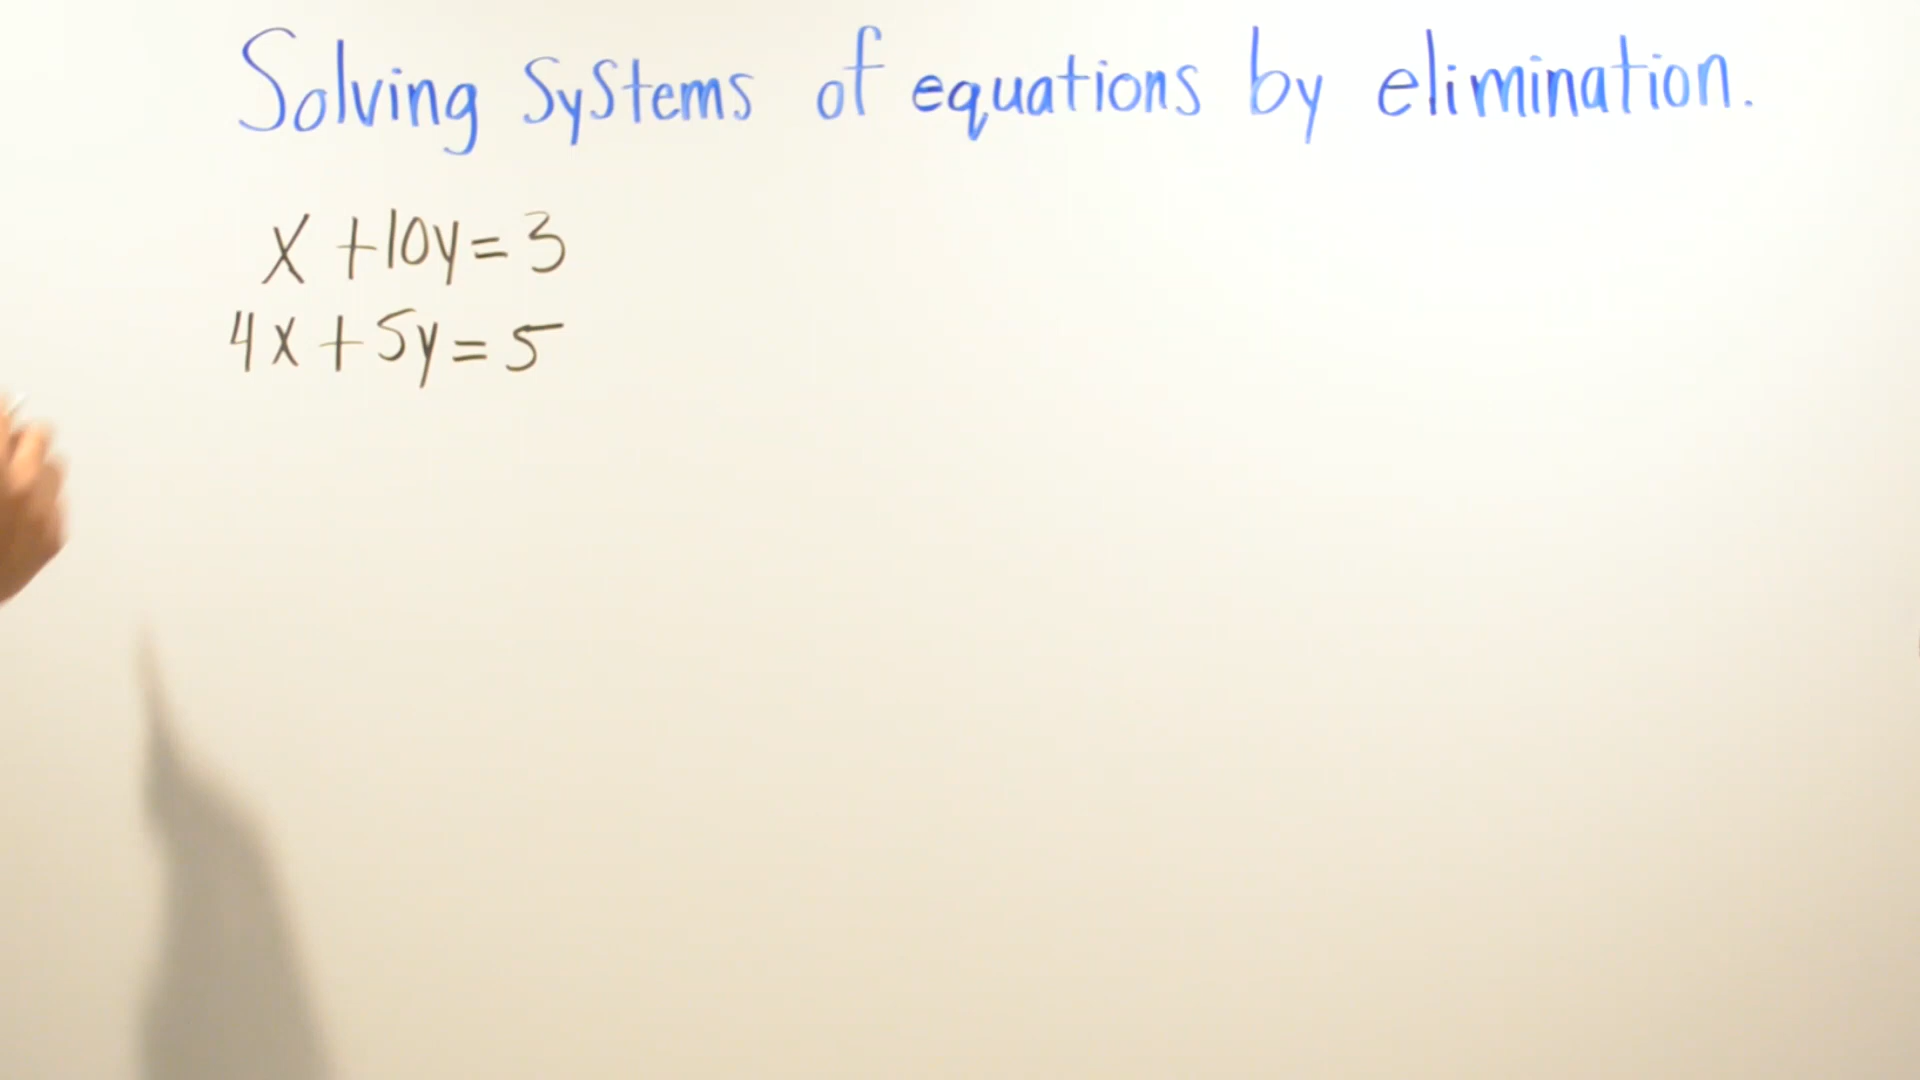 Solving Systems of equations by elimination.
x + 10y = 3
4x + 5y = 5